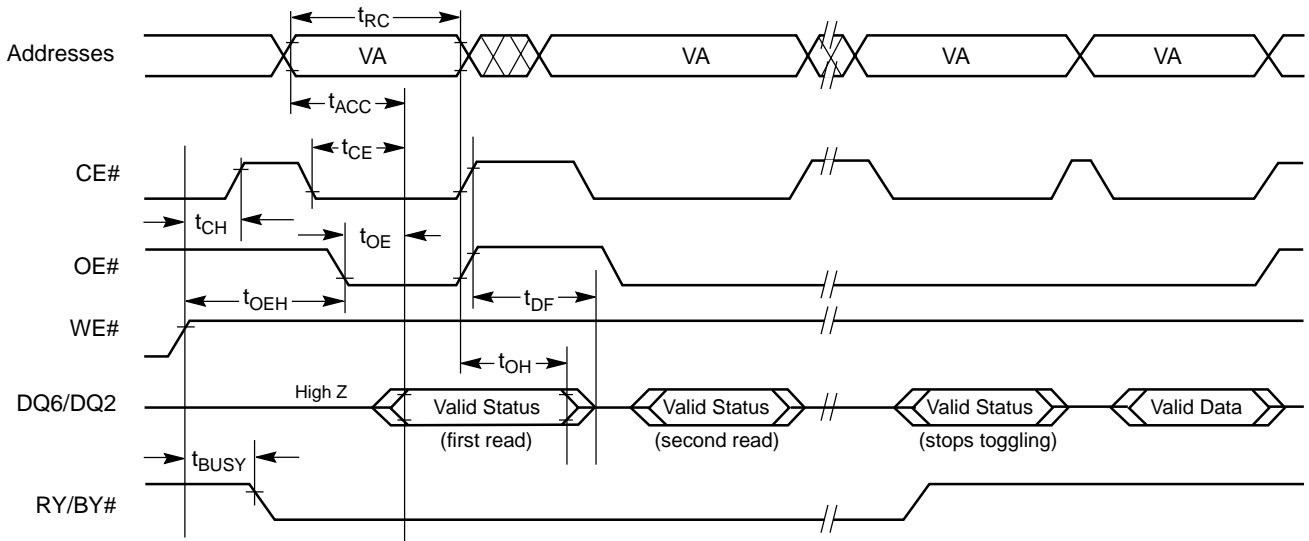 tRC
Addresses VA VA VA VA
tACC
tCE
CE#
tCH tOE
OE#
tOEH tDF
WE#
tOH
DQ6/DQ2 High Z Valid Status Valid Status Valid Status Valid Data
(first read) (second read) (stops toggling)
tBUSY
RY/BY#